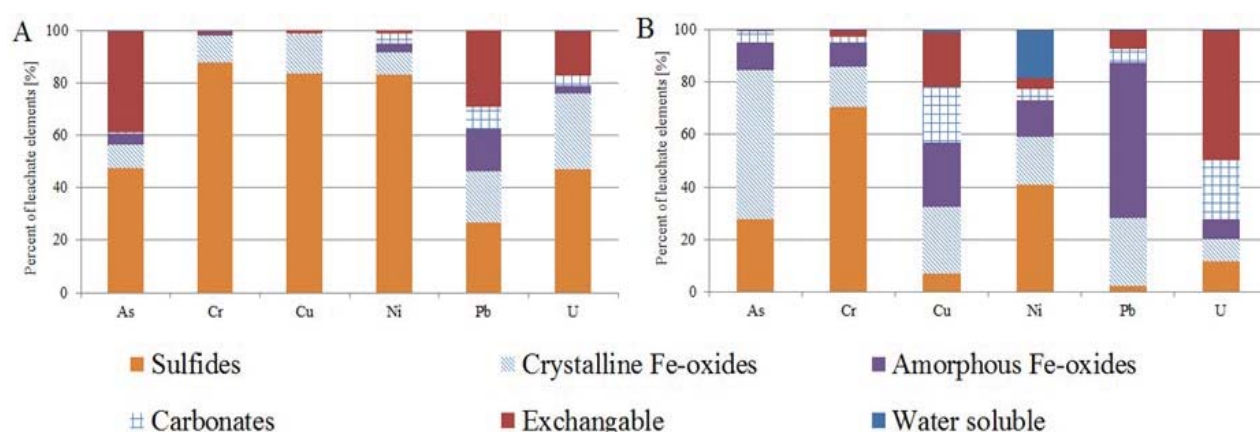 A
Percent of leachate elements [%]
100
80
60
40
20
0
As Cr Cu Ni Pb U
B
Percent of leeachate elements [%]
100
80
60
40
20
0
As Cr Cu Ni Pb U
Sulfides Crystalline Fe-oxides Amorphous Fe-oxides
Carbonates Exchangable Water soluble